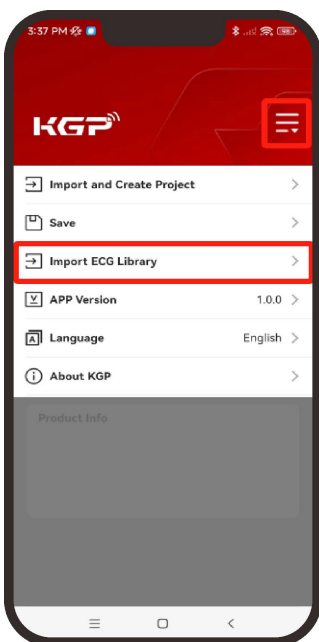 3:37 PM
KGP
Import and Create Project
Save
Import ECG Library
APP Version 1.0.0
Language English
About KGP
Product Info